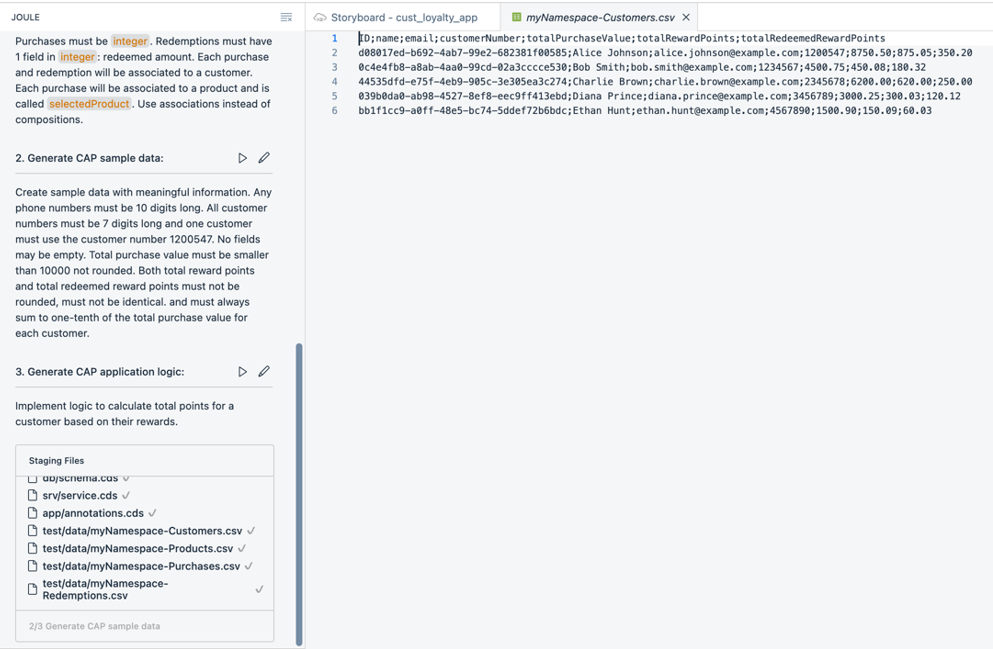 JOULE
Purchases must be integer. Redemptions must have
1 field in integer: redeemed amount. Each purchase
and redemption will be associated to a customer.
Each purchase will be associated to a product and is
called selectedProduct. Use associations instead of
compositions.
2. Generate CAP sample data:
Create sample data with meaningful information. Any
phone numbers must be 10 digits long. All customer
numbers must be 7 digits long and one customer
must use the customer number 1200547. No fields
may be empty. Total purchase value must be smaller
than 10000 not rounded. Both total reward points
and total redeemed reward points must not be
rounded, must not be identical. and must always
sum to one-tenth of the total purchase value for
each customer.
3. Generate CAP application logic:
Implement logic to calculate total points for a
customer based on their rewards.
Staging Files
db/schema.cds
srv/service.cds
app/annotations.cds
test/data/myNamespace-Customers.csv
test/data/myNamespace-Products.csv
test/data/myNamespace-Purchases.csv
test/data/myNamespace-
Redemptions.csv
2/3 Generate CAP sample data
Storyboard - cust_loyalty_app
myNamespace-Customers.csv
1 ID;name;email;customerNumber;totalPurchaseValue;totalRewardPoints;totalRedeemedRewardPoints
2 d08017ed-b692-4ab7-99e2-682381f00585;Alice Johnson;alice.johnson@example.com;1200547;8750.50;875.05;350.20
3 0c4e4fb8-a8ab-4aa0-99cd-02a3ccccce530;Bob Smith;bob.smith@example.com;1234567;4500.75;450.08;180.32
4 44535dfd-e75f-4eb9-905c-3e305ea3c274;Charlie Brown;charlie.brown@example.com;2345678;6200.00;620.00;250.00
5 039b0da0-ab98-4527-8ef8-eec9ff413ebd;Diana Prince;diana.prince@example.com;3456789;3000.25;300.03;120.12
6 bb1f1cc9-a0ff-48e5-bc74-5ddef72b6bdc;Ethan Hunt;ethan.hunt@example.com;4567890;1500.90;150.09;60.03